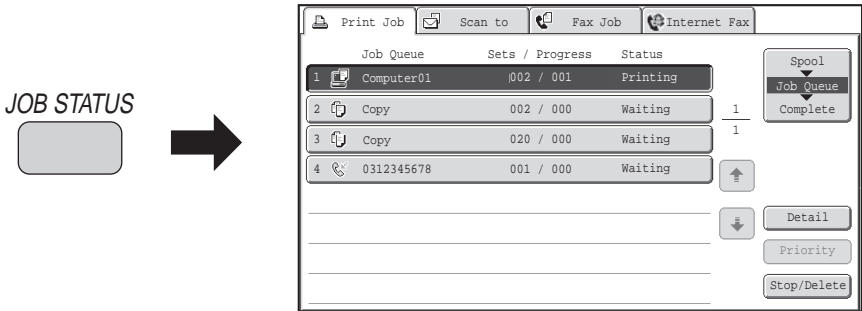 JOB STATUS
Print Job Scan to Fax Job Internet Fax
Job Queue Sets / Progress Status
1 Computer01 002 / 001 Printing
2 Copy 002 / 000 Waiting
3 Copy 020 / 000 Waiting
4 0312345678 001 / 000 Waiting
1
1
Spool
Job Queue
Complete
Detail
Priority
Stop/Delete